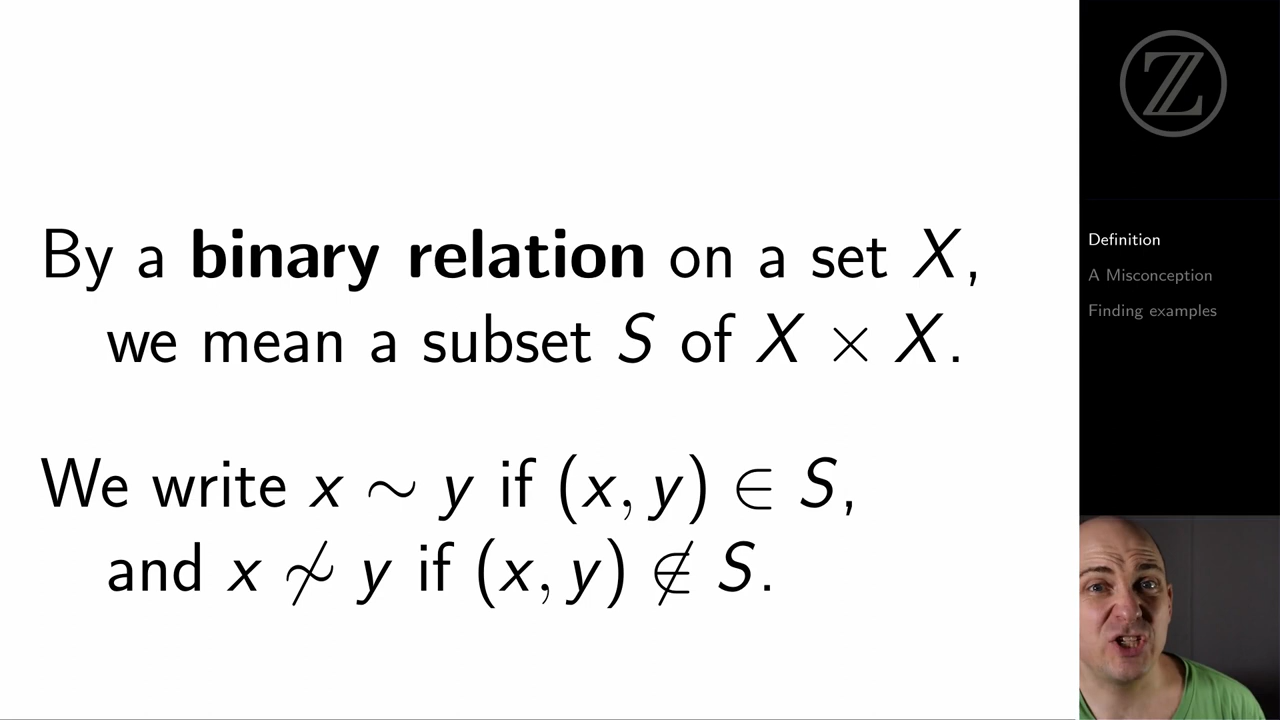 By a binary relation on a set X,
we mean a subset S of X × X.
We write x ∼ y if (x, y) ∈ S,
and x ≁ y if (x, y) ∉ S.
ℤ
Definition
A Misconception
Finding examples